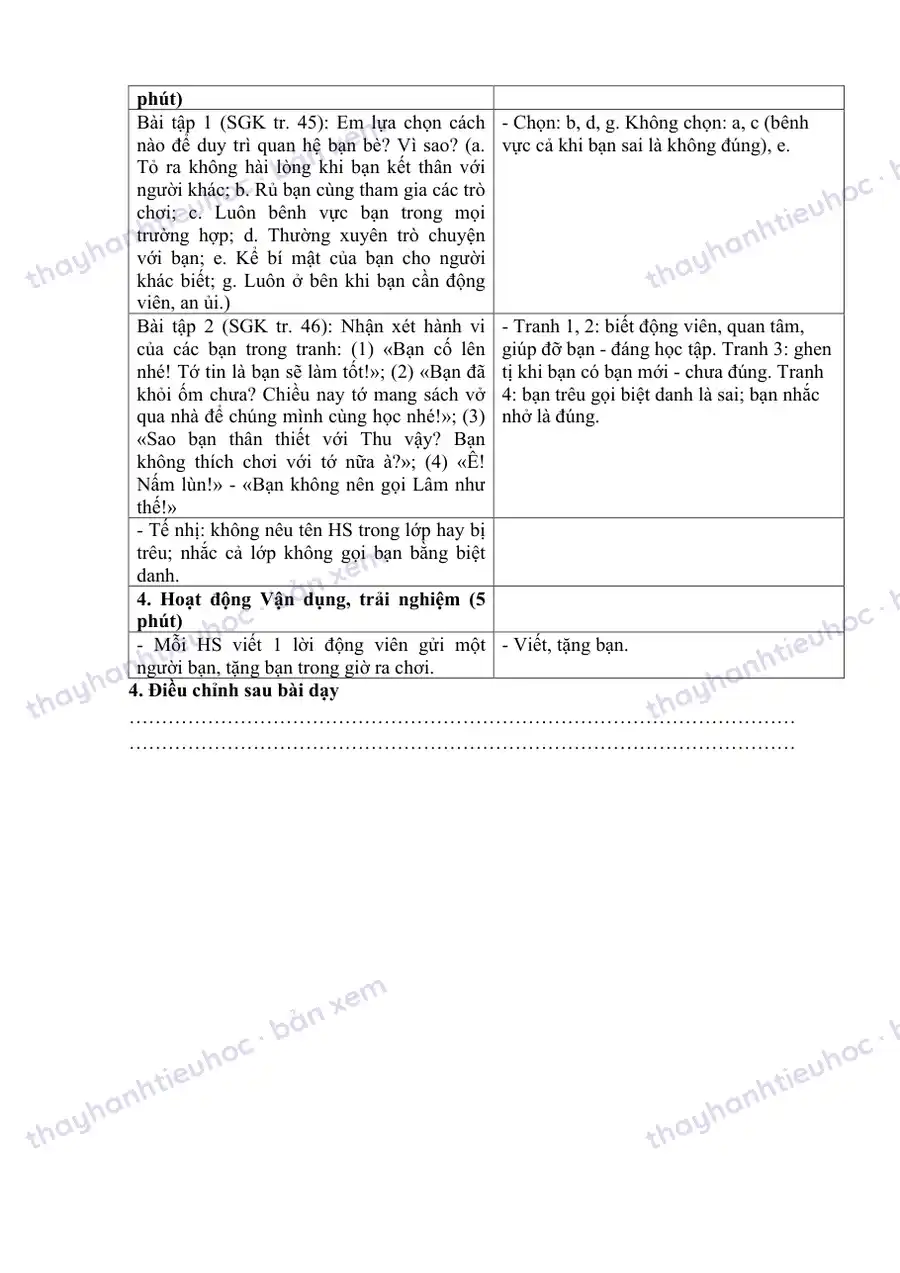 phút)
Bài tập 1 (SGK tr. 45): Em lựa chọn cách
nào để duy trì quan hệ bạn bè? Vì sao? (a.
Tỏ ra không hài lòng khi bạn kết thân với
người khác; b. Rủ bạn cùng tham gia các trò
chơi; c. Luôn bênh vực bạn trong mọi
trường hợp; d. Thường xuyên trò chuyện
với bạn; e. Kể bí mật của bạn cho người
khác biết; g. Luôn ở bên khi bạn cần động
viên, an ủi.)
- Chọn: b, d, g. Không chọn: a, c (bênh
vực cả khi bạn sai là không đúng), e.
Bài tập 2 (SGK tr. 46): Nhận xét hành vi
của các bạn trong tranh: (1) «Bạn cố lên
nhé! Tớ tin là bạn sẽ làm tốt!»; (2) «Bạn đã
khỏi ốm chưa? Chiều nay tớ mang sách vở
qua nhà để chúng mình cùng học nhé!»; (3)
«Sao bạn thân thiết với Thu vậy? Bạn
không thích chơi với tớ nữa à?»; (4) «Ê!
Nấm lùn!» - «Bạn không nên gọi Lâm như
thế!»
- Tranh 1, 2: biết động viên, quan tâm,
giúp đỡ bạn - đáng học tập. Tranh 3: ghen
tị khi bạn có bạn mới - chưa đúng. Tranh
4: bạn trêu gọi biệt danh là sai; bạn nhắc
nhở là đúng.
- Tế nhị: không nêu tên HS trong lớp hay bị
trêu; nhắc cả lớp không gọi bạn bằng biệt
danh.
4. Hoạt động Vận dụng, trải nghiệm (5
phút)
- Mỗi HS viết 1 lời động viên gửi một
người bạn, tặng bạn trong giờ ra chơi.
- Viết, tặng bạn.
4. Điều chỉnh sau bài dạy
……………………………………………………………………………………………
……………………………………………………………………………………………
thayhanhtieuhoc · bản xem
thayhanhtieuhoc · b
thayhanhtieuhoc · bản xem
thayhanhtieuhoc · b
thayhanhtieuhoc · bản xem
thayhanhtieuhoc · b